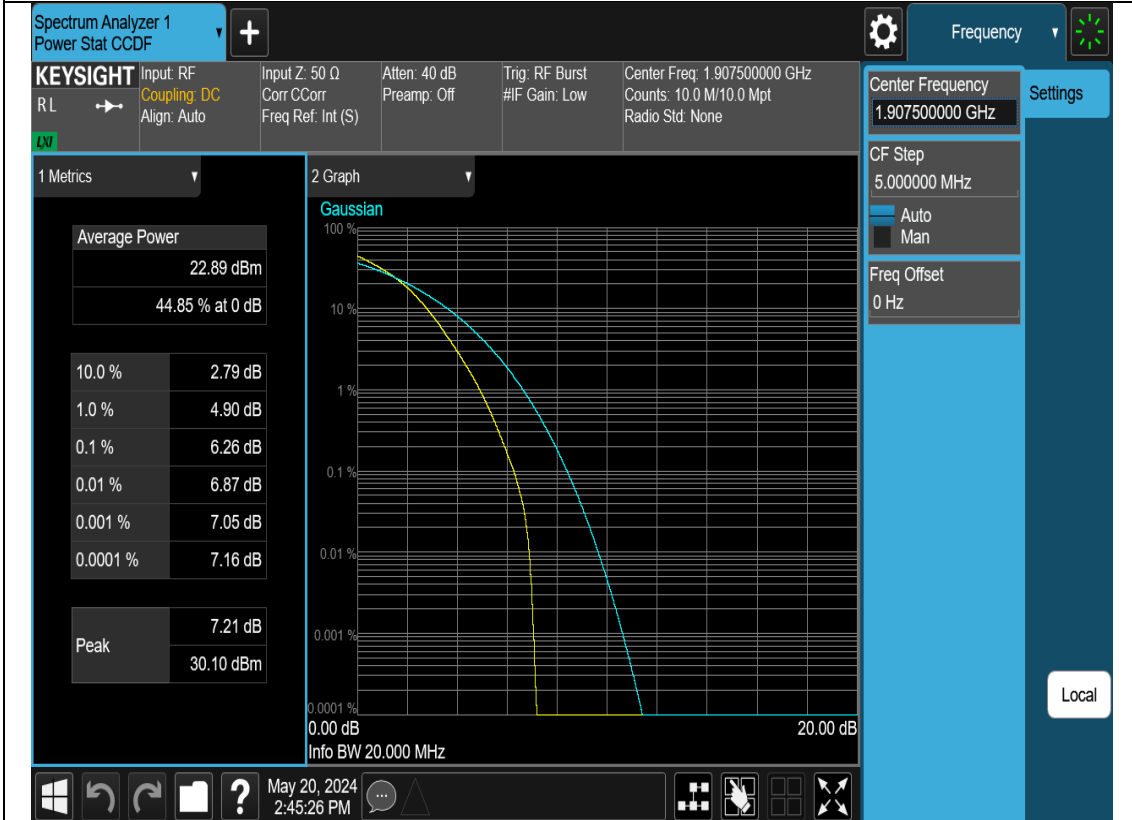 Spectrum Analyzer 1
Power Stat CCDF
+
Frequency
KEYSIGHT
RL
LXI
Input: RF
Coupling: DC
Align: Auto
Input Z: 50 Ω
Corr CCorr
Freq Ref: Int (S)
Atten: 40 dB
Preamp: Off
Trig: RF Burst
#IF Gain: Low
Center Freq: 1.907500000 GHz
Counts: 10.0 M/10.0 Mpt
Radio Std: None
Center Frequency
1.907500000 GHz
Settings
CF Step
5.000000 MHz
Auto
Man
Freq Offset
0 Hz
1 Metrics
Average Power
22.89 dBm
44.85 % at 0 dB
10.0 % 2.79 dB
1.0 % 4.90 dB
0.1 % 6.26 dB
0.01 % 6.87 dB
0.001 % 7.05 dB
0.0001 % 7.16 dB
Peak
7.21 dB
30.10 dBm
2 Graph
Gaussian
100 %
10 %
1 %
0.1 %
0.01 %
0.001 %
0.0001 %
0.00 dB 20.00 dB
Info BW 20.000 MHz
Local
?
May 20, 2024
2:45:26 PM